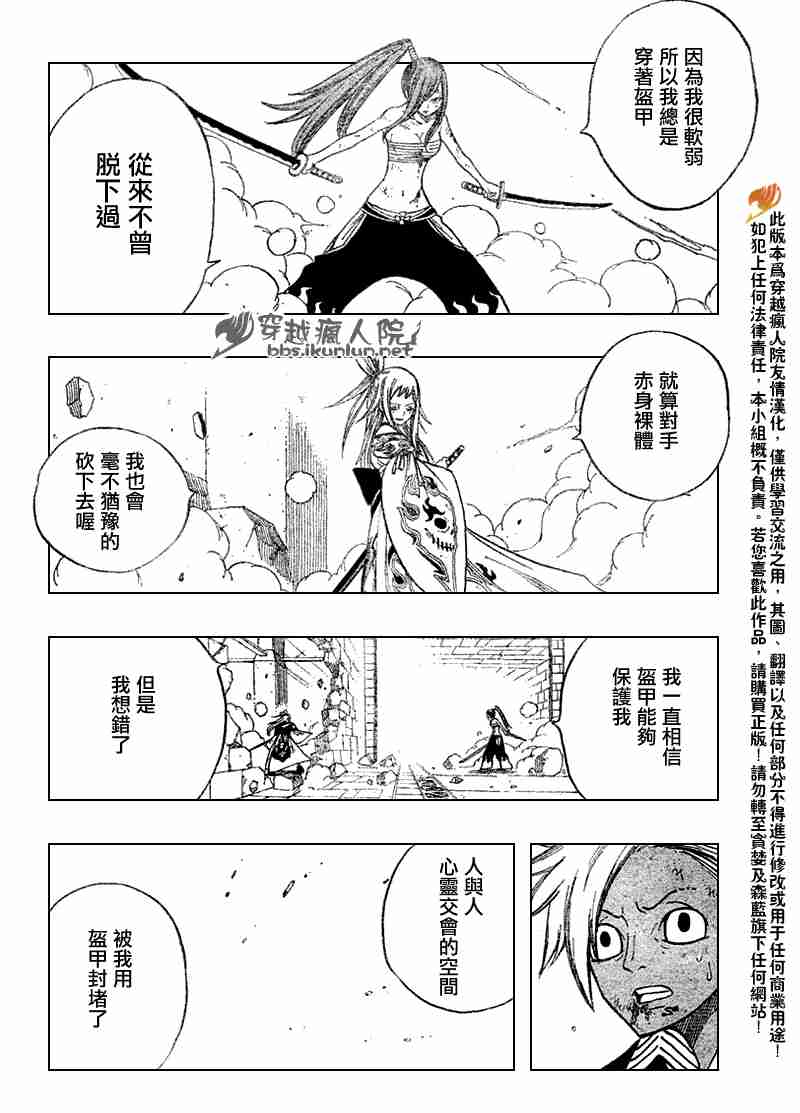 因為我很軟弱
所以我總是
穿著盔甲
從來不曾
脱下過
穿越瘋人院
bbs.ikunlun.net
就算對手
赤身裸體
我也會
毫不猶豫的
砍下去喔
我一直相信
盔甲能夠
保護我
但是
我想錯了
人與人
心靈交會的空間
被我用
盔甲封堵了
此版本爲穿越瘋人院友情漢化，僅供學習交流之用，其圖、翻譯以及任何部分不得進行修改或用于任何商業用途！
如犯上任何法律責任，本小組概不負責。若您喜歡此作品，請購買正版！請勿轉至貪婪及森藍旗下任何網站！